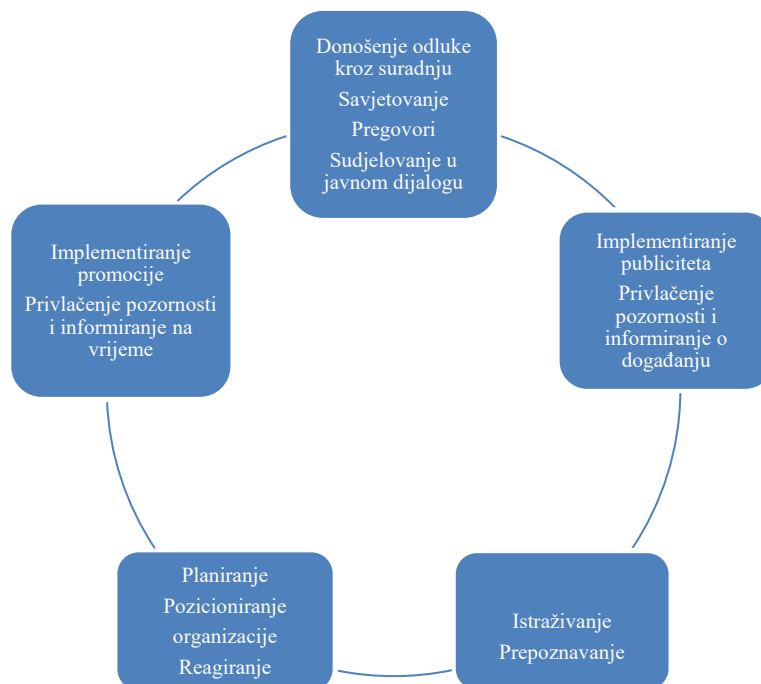 Donošenje odluke
kroz suradnju
Savjetovanje
Pregovori
Sudjelovanje u
javnom dijalogu
Implementiranje
publiciteta
Privlačenje
pozornosti i
informiranje o
događanju
Istraživanje
Prepoznavanje
Planiranje
Pozicioniranje
organizacije
Reagiranje
Implementiranje
promocije
Privlačenje pozornosti
i informiranje na
vrijeme